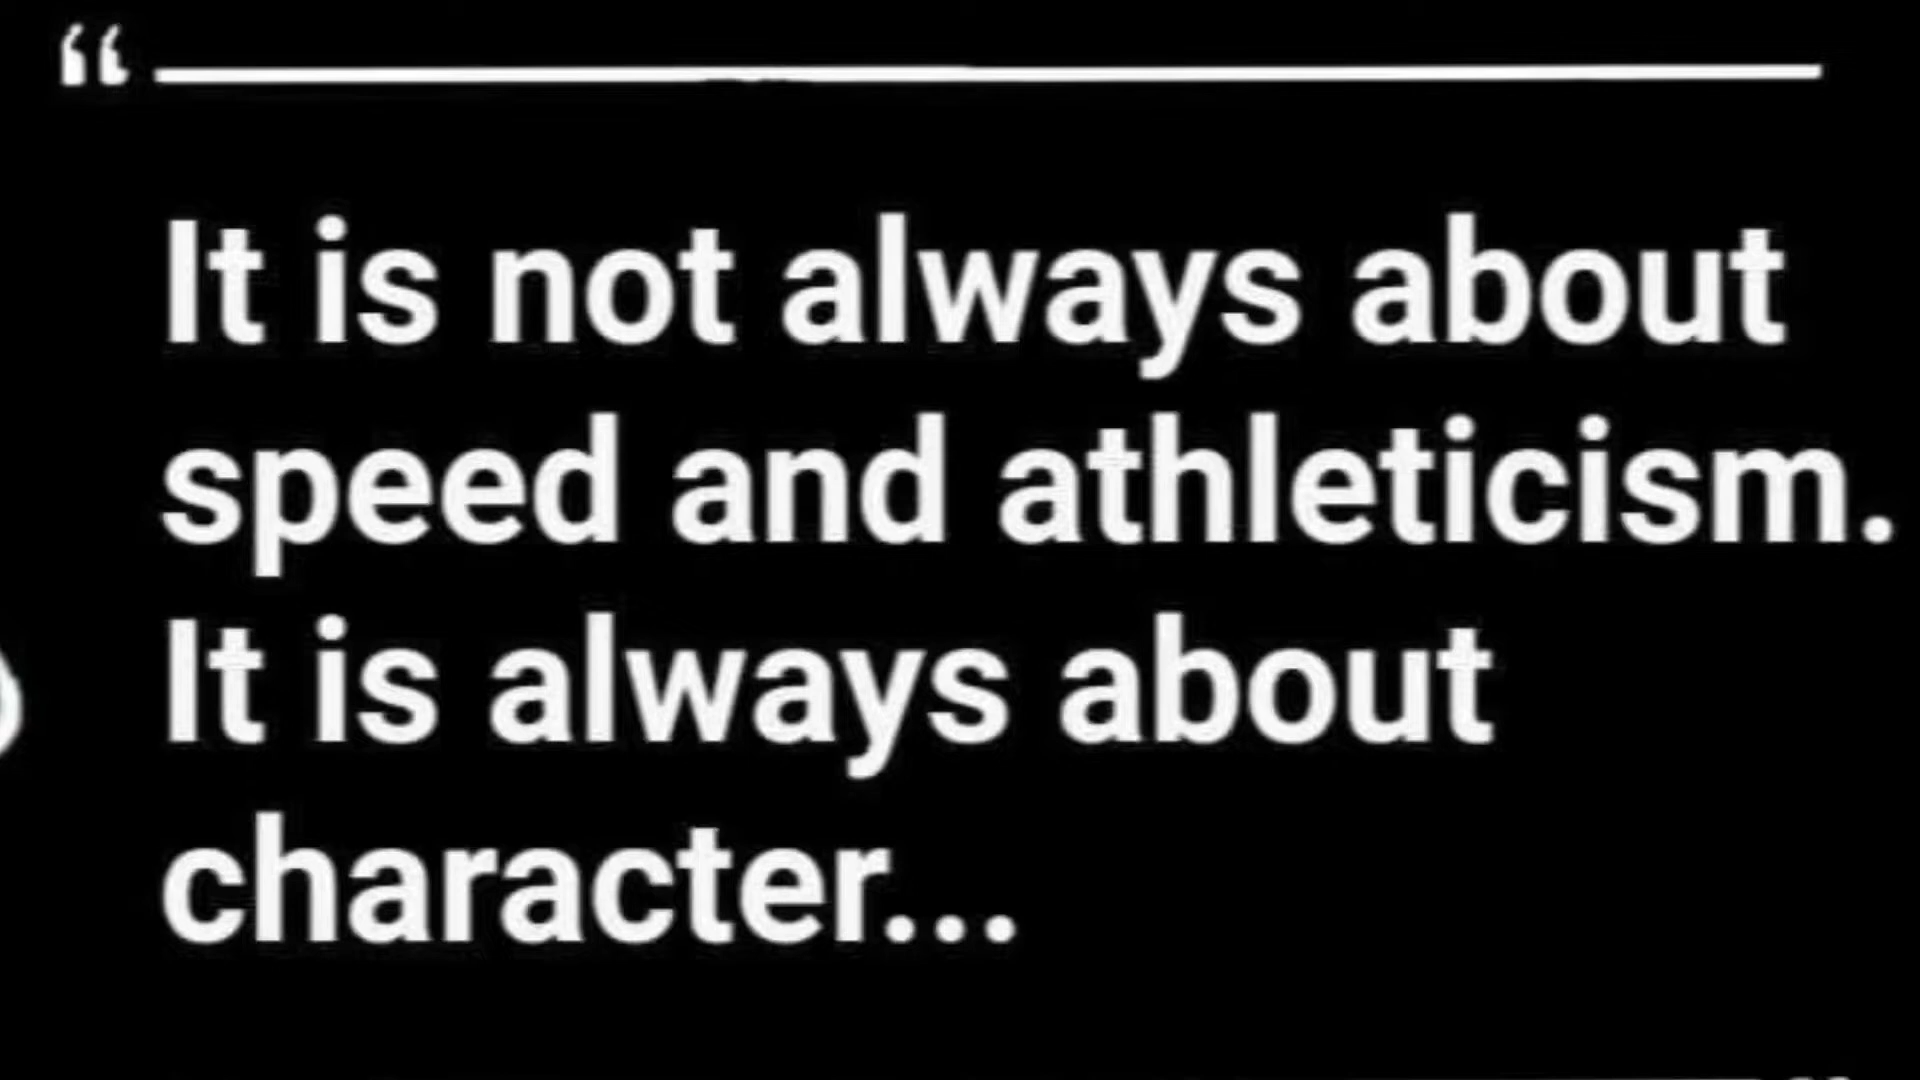 “
It is not always about
speed and athleticism.
It is always about
character...